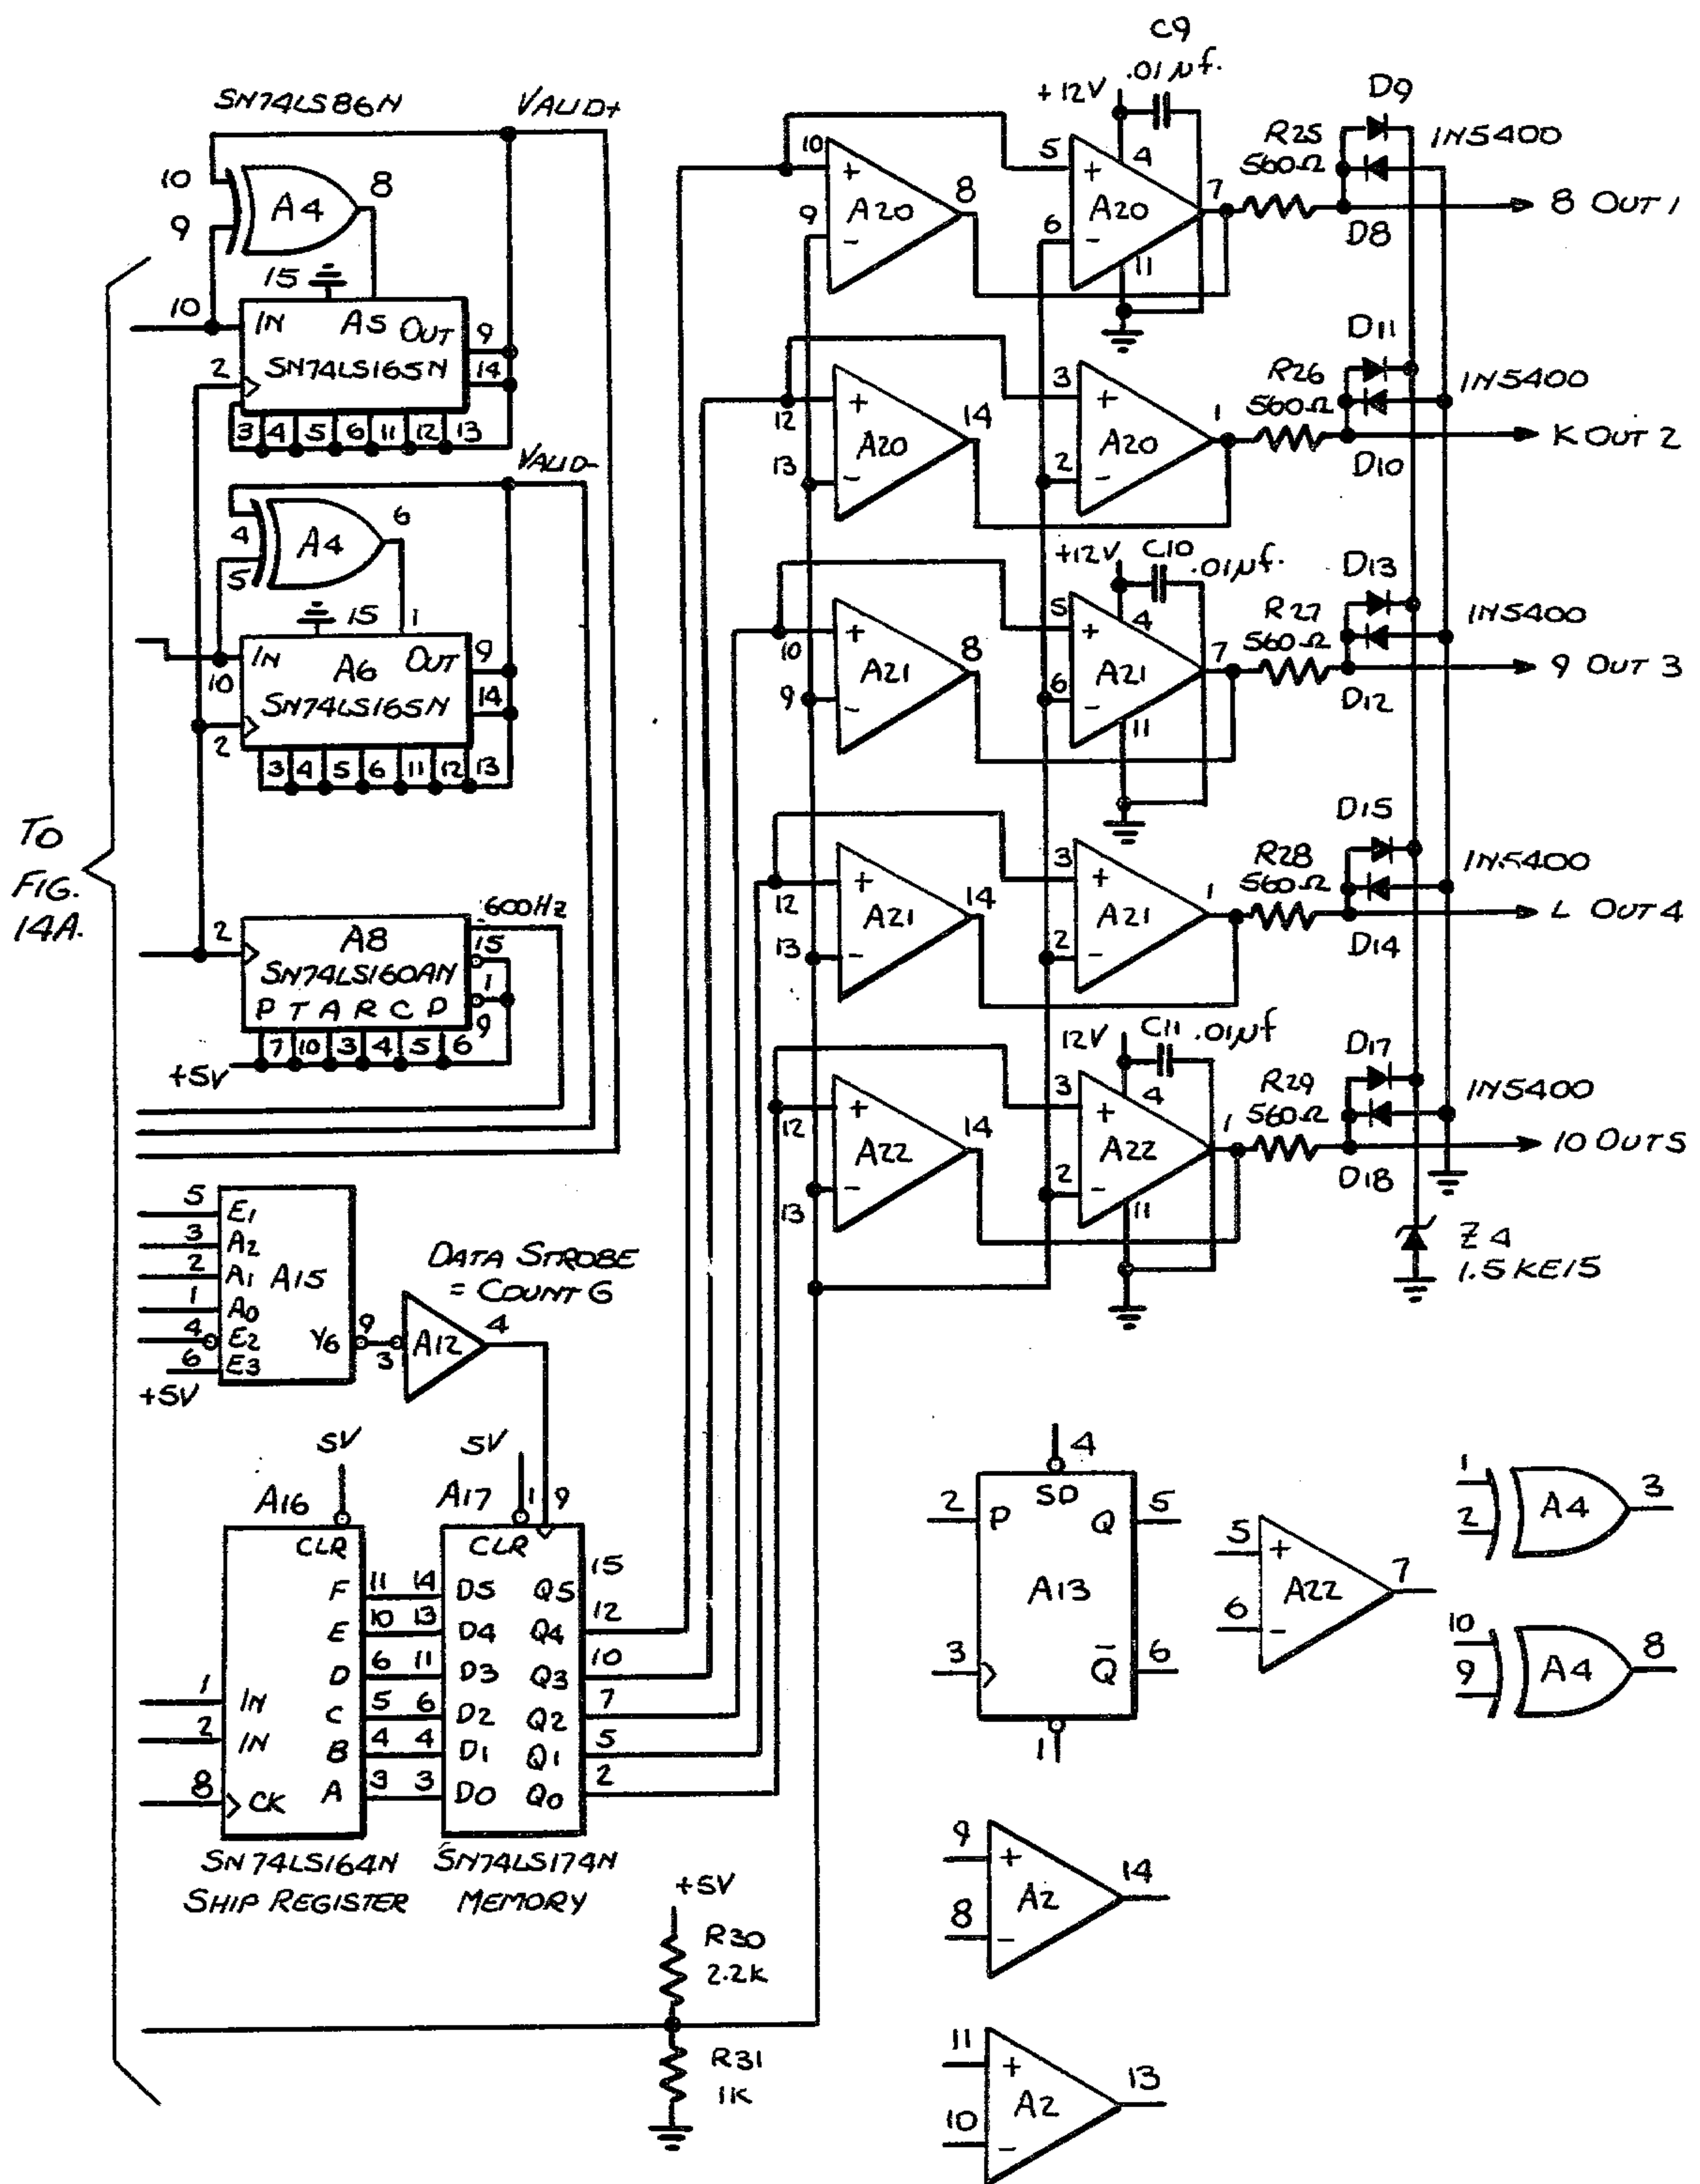 SN74LS86N
VALID+
10
9
A4
8
15
10
IN
A5
OUT
9
SN74LS165N
14
2
3 4 5 6 11 12 13
VALID-
4
5
A4
6
15
1
IN
A6
OUT
9
10
SN74LS165N
14
2
3 4 5 6 11 12 13
TO
FIG.
14A.
600HZ
2
A8
15
SN74LS160AN
1
P T A R C D
9
7 10 3 4 5 6
+5V
5 E1
3 A2
2 A1 A15
1 A0
4 E2 Y6 9
6 E3
+5V
3 A12 4
DATA STROBE
= COUNT 6
5V
A16
CLR
F 11
E 10
D 6
1 IN
C 5
2 IN
B 4
8 CK
A 3
SN74LS164N
SHIP REGISTER
5V
A17
1 9
CLR
14 D5 Q5 15
13 D4 Q4 12
11 D3 Q3 10
6 D2 Q2 7
4 D1 Q1 5
3 D0 Q0 2
SN74LS174N
MEMORY
+5V
R30
2.2K
R31
1K
10 +
9 -
A20
8
C9
.01µf.
+12V
5 +
4
A20
7
6 -
11
R25
560Ω
D9
1N5400
D8
8 OUT 1
12 +
13 -
A20
14
3 +
A20
1
2 -
R26
560Ω
D11
1N5400
D10
K OUT 2
10 +
9 -
A21
8
+12V
C10
.01µf.
5 +
4
A21
7
6 -
11
R27
560Ω
D13
1N5400
D12
9 OUT 3
12 +
13 -
A21
14
3 +
A21
1
2 -
R28
560Ω
D15
1N5400
D14
L OUT 4
12 +
13 -
A22
14
12V
C11
.01µf
3 +
4
A22
1
2 -
11
R29
560Ω
D17
1N5400
D18
10 OUT5
Z4
1.5KE15
4
SD
2 P Q 5
A13
3 Q̅ 6
1
5 +
A22
7
6 -
1
2
A4
3
10
9
A4
8
9 +
A2
14
8 -
11 +
A2
13
10 -